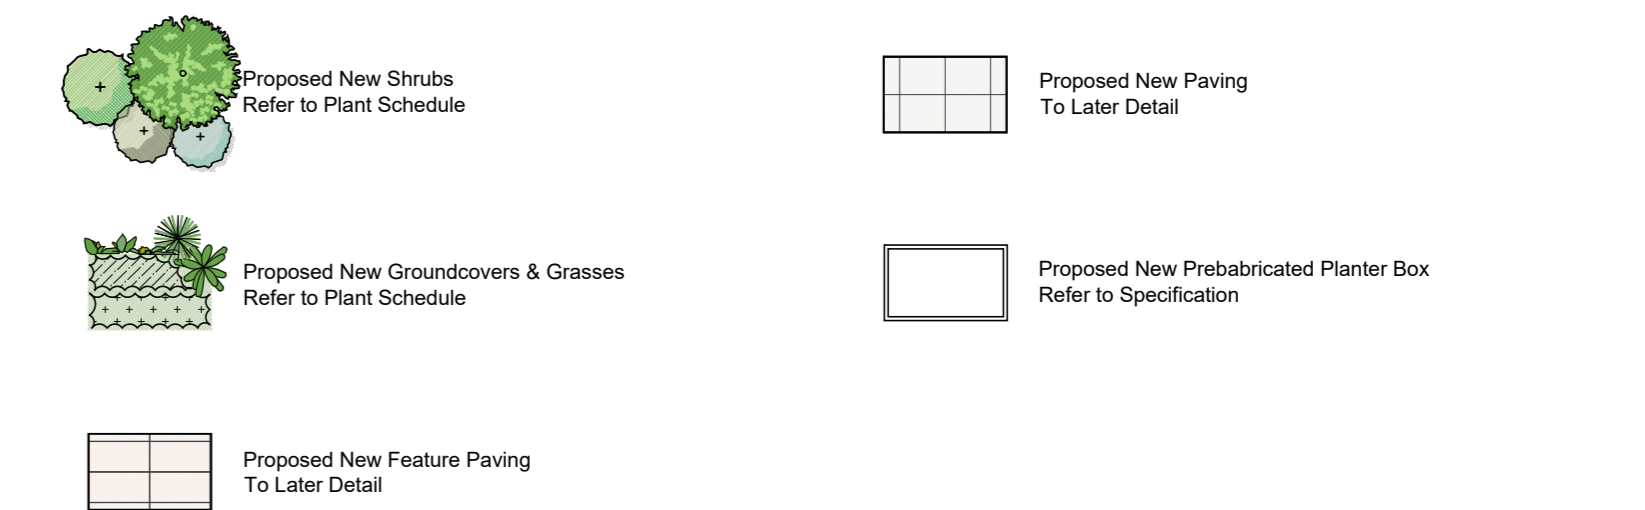 Proposed New Shrubs
Refer to Plant Schedule
Proposed New Groundcovers & Grasses
Refer to Plant Schedule
Proposed New Feature Paving
To Later Detail
Proposed New Paving
To Later Detail
Proposed New Prebabricated Planter Box
Refer to Specification